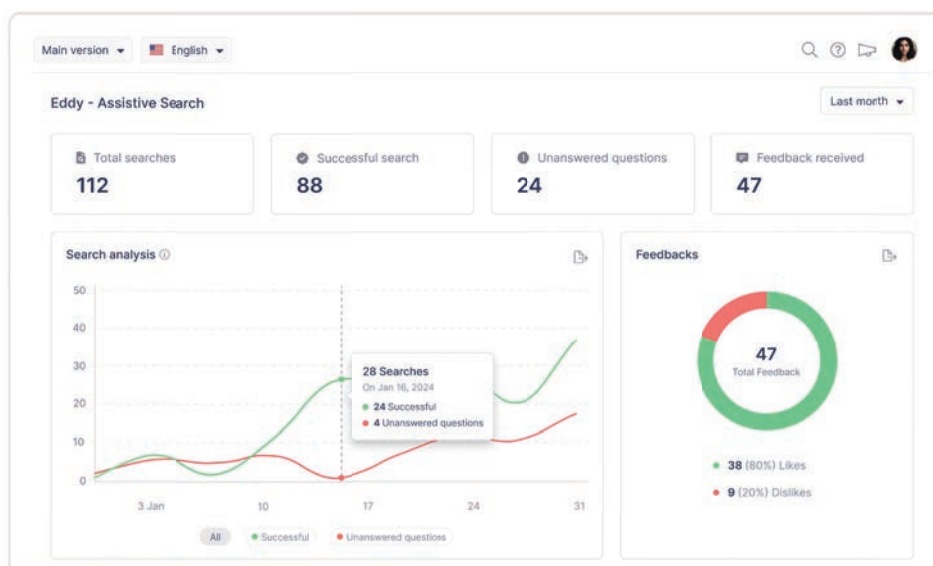 Main version
English
Eddy - Assistive Search
Last month
Total searches
112
Successful search
88
Unanswered questions
24
Feedback received
47
Search analysis
50
40
30
20
10
0
28 Searches
On Jan 16, 2024
24 Successful
4 Unanswered questions
3 Jan
10
17
24
31
All
Successful
Unanswered questions
Feedbacks
47
Total Feedback
38 (80%) Likes
9 (20%) Dislikes